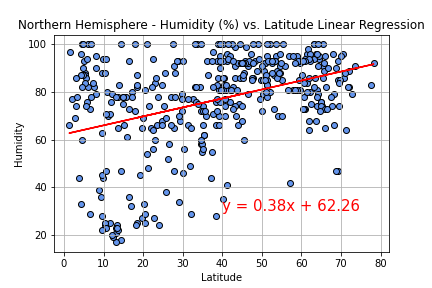 Northern Hemisphere - Humidity (%) vs. Latitude Linear Regression
100
80
60
40
20
Humidity
y = 0.38x + 62.26
0 10 20 30 40 50 60 70 80
Latitude